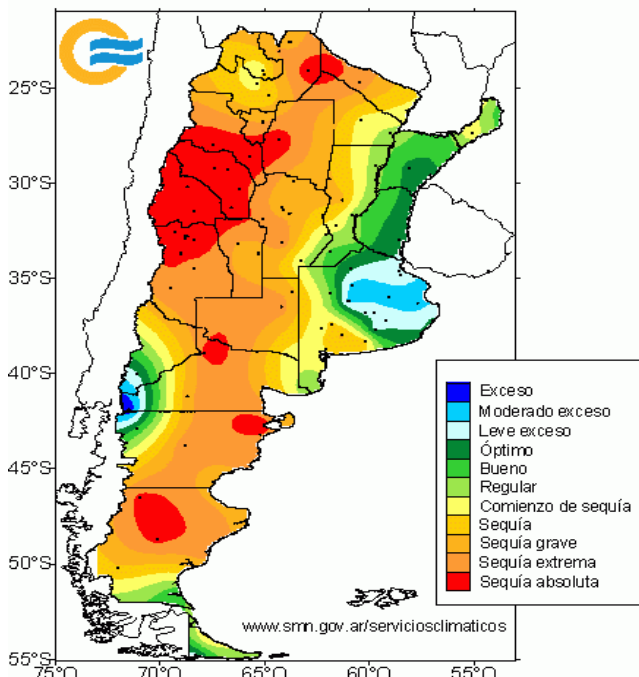 25°S
30°S
35°S
40°S
45°S
50°S
55°S
75°O
70°O
65°O
60°O
55°O
Exceso
Moderado exceso
Leve exceso
Óptimo
Bueno
Regular
Comienzo de sequía
Sequía
Sequía grave
Sequía extrema
Sequía absoluta
www.smn.gov.ar/serviciosclimaticos